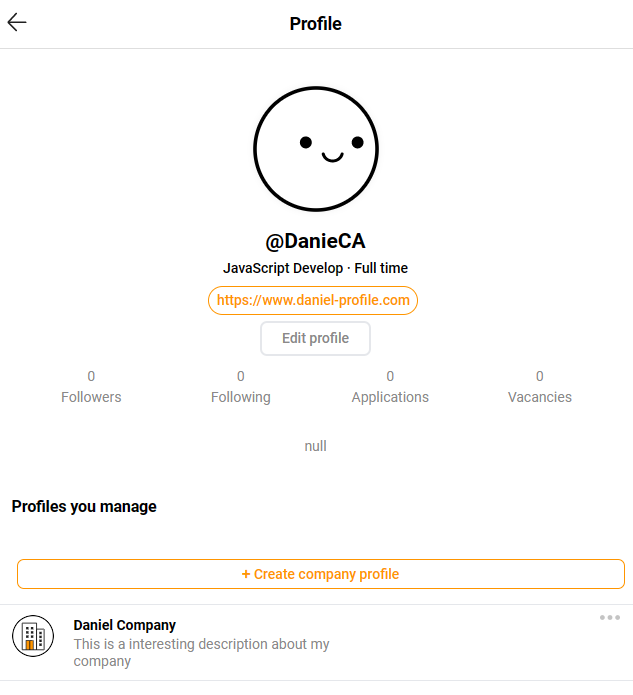 Profile
@DanieCA
JavaScript Develop · Full time
https://www.daniel-profile.com
Edit profile
0 0 0 0
Followers Following Applications Vacancies
null
Profiles you manage
+ Create company profile
Daniel Company
This is a interesting description about my
company